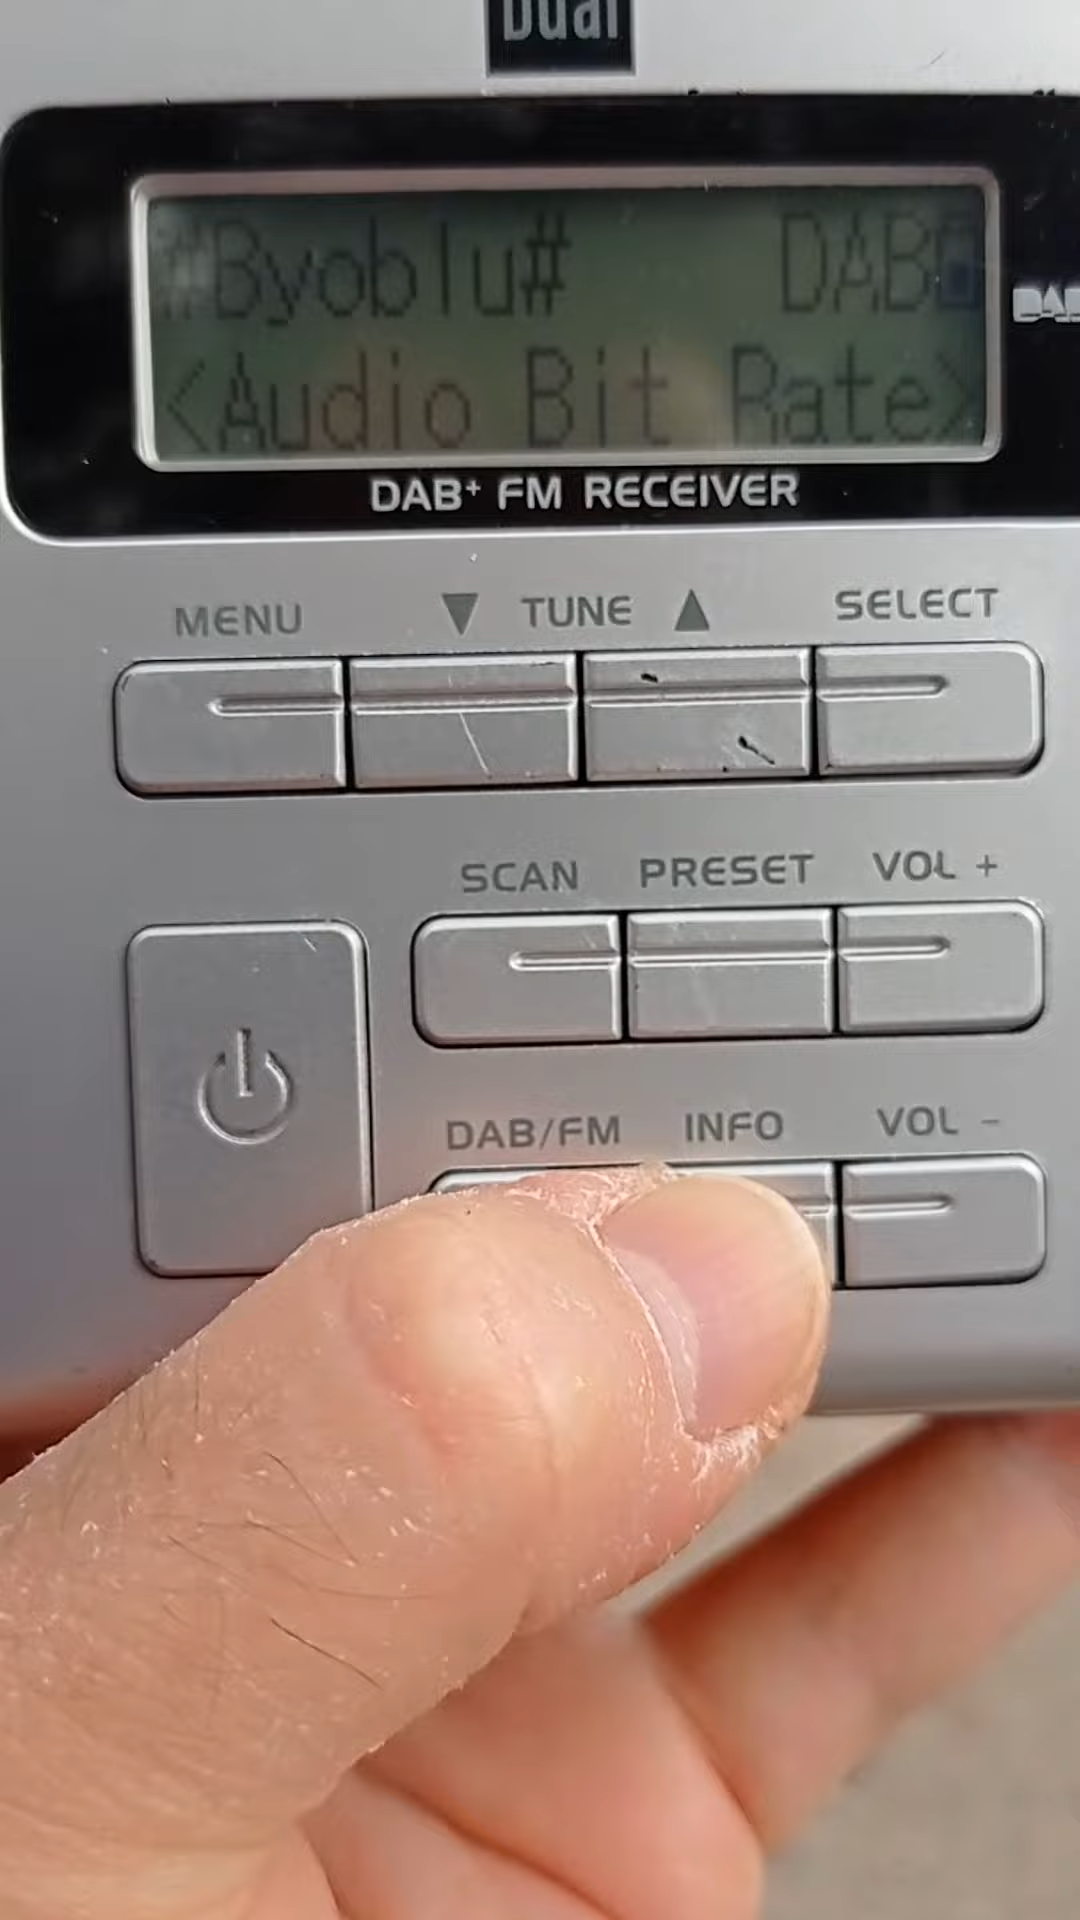 Dual
#Byoblu# DAB
<Audio Bit Rate>
DAB
DAB+ FM RECEIVER
MENU ▼ TUNE ▲ SELECT
SCAN PRESET VOL +
DAB/FM INFO VOL -